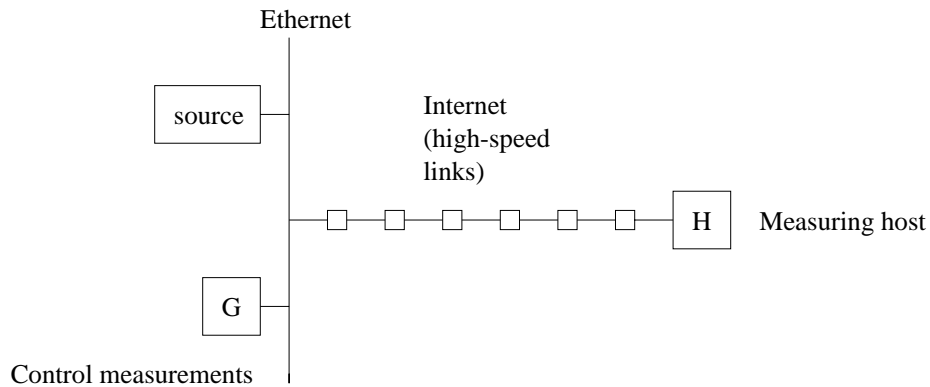 Ethernet
source
Internet
(high-speed
links)
H
Measuring host
G
Control measurements